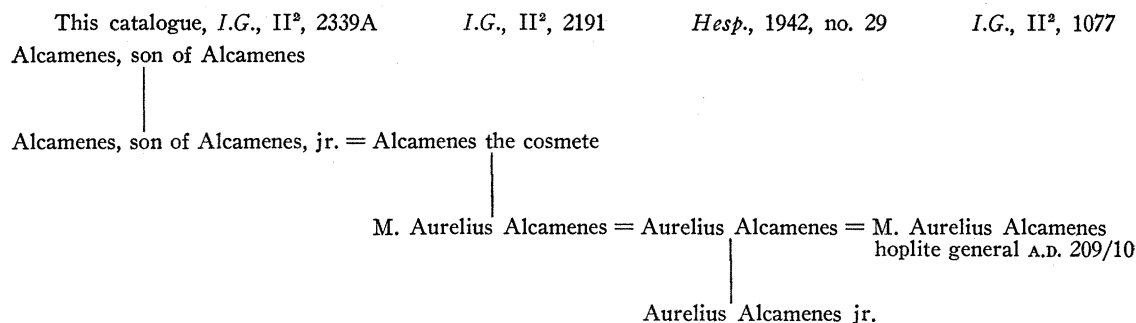 This catalogue, I.G., II², 2339A I.G., II², 2191 Hesp., 1942, no. 29 I.G., II², 1077
Alcamenes, son of Alcamenes
Alcamenes, son of Alcamenes, jr. = Alcamenes the cosmete
M. Aurelius Alcamenes = Aurelius Alcamenes = M. Aurelius Alcamenes
hoplite general A.D. 209/10
Aurelius Alcamenes jr.